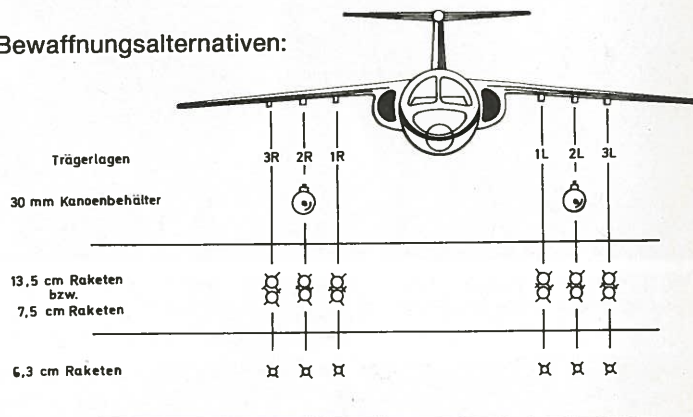 Bewaffnungsalternativen:
Trägerlagen 3R 2R 1R 1L 2L 3L
30 mm Kanoenbehälter
13,5 cm Raketen
bzw.
7,5 cm Raketen
6,3 cm Raketen